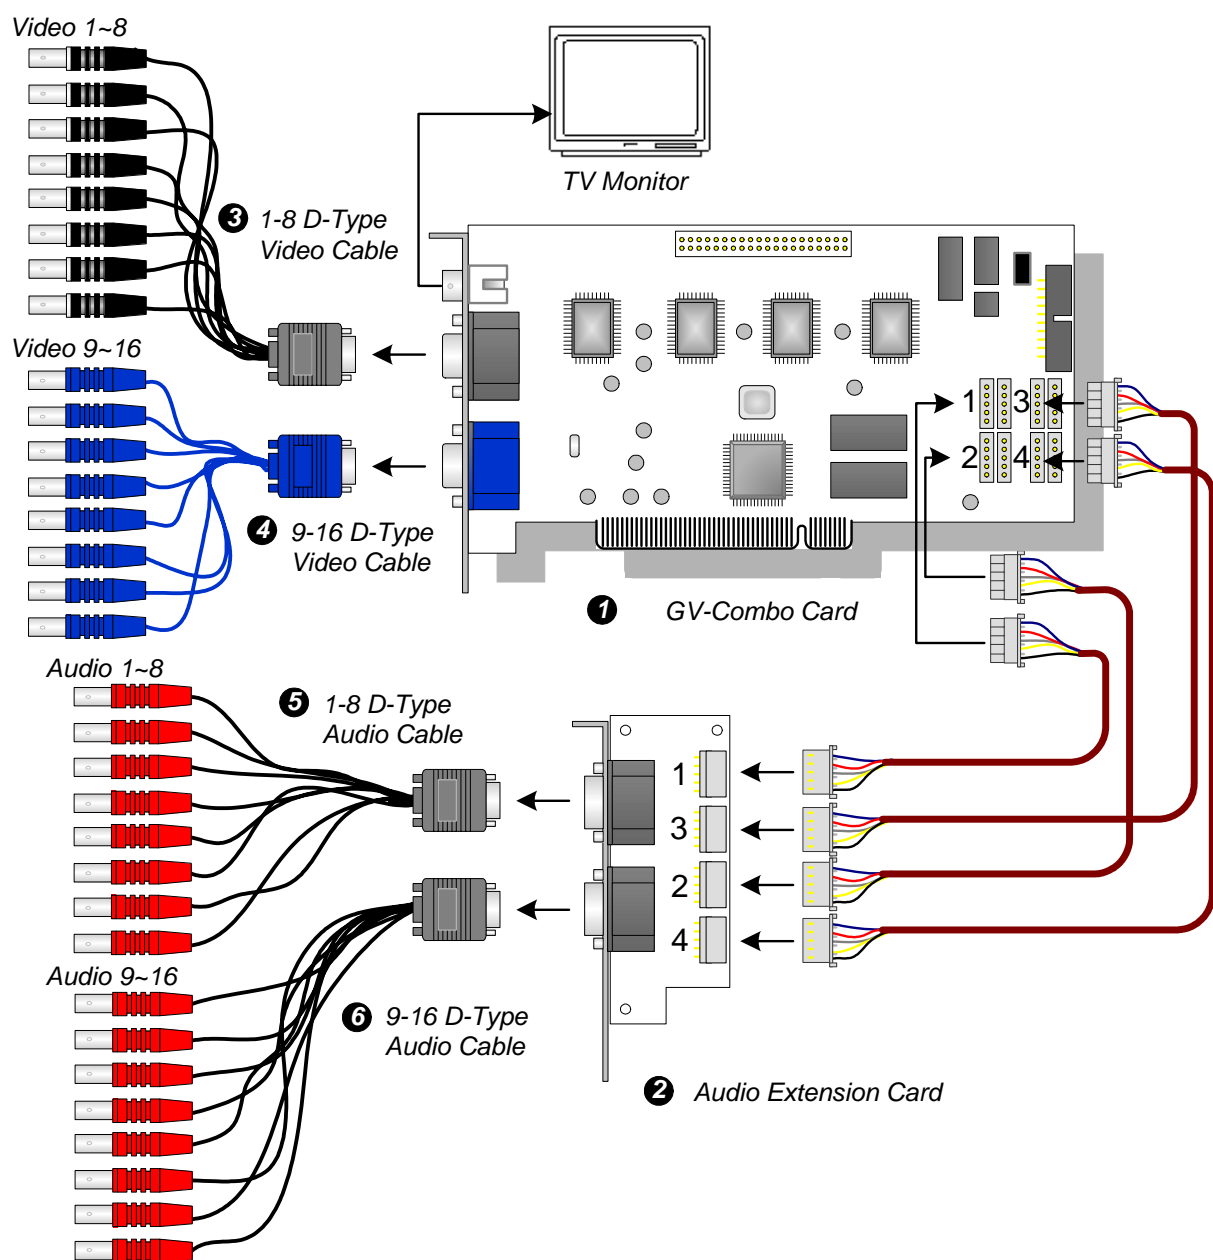 Video 1~8
TV Monitor
3 1-8 D-Type
Video Cable
Video 9~16
1 3
2 4
4 9-16 D-Type
Video Cable
1 GV-Combo Card
Audio 1~8
5 1-8 D-Type
Audio Cable
1
3
2
4
Audio 9~16
6 9-16 D-Type
Audio Cable
2 Audio Extension Card